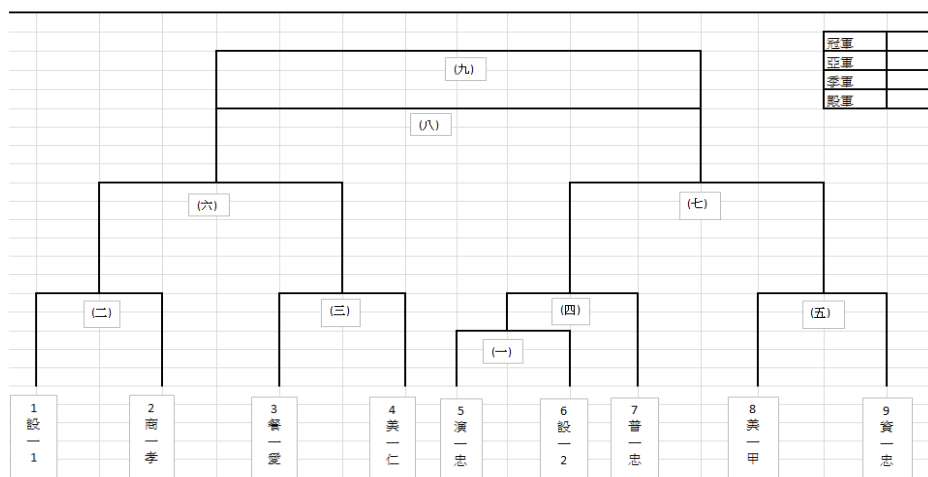 冠軍
亞軍
季軍
殿軍
(九)
(八)
(六)
(七)
(二)
(三)
(四)
(五)
(一)
1 設一1
2 商一孝
3 餐一愛
4 美一仁
5 演一忠
6 設一2
7 普一忠
8 美一甲
9 資一忠